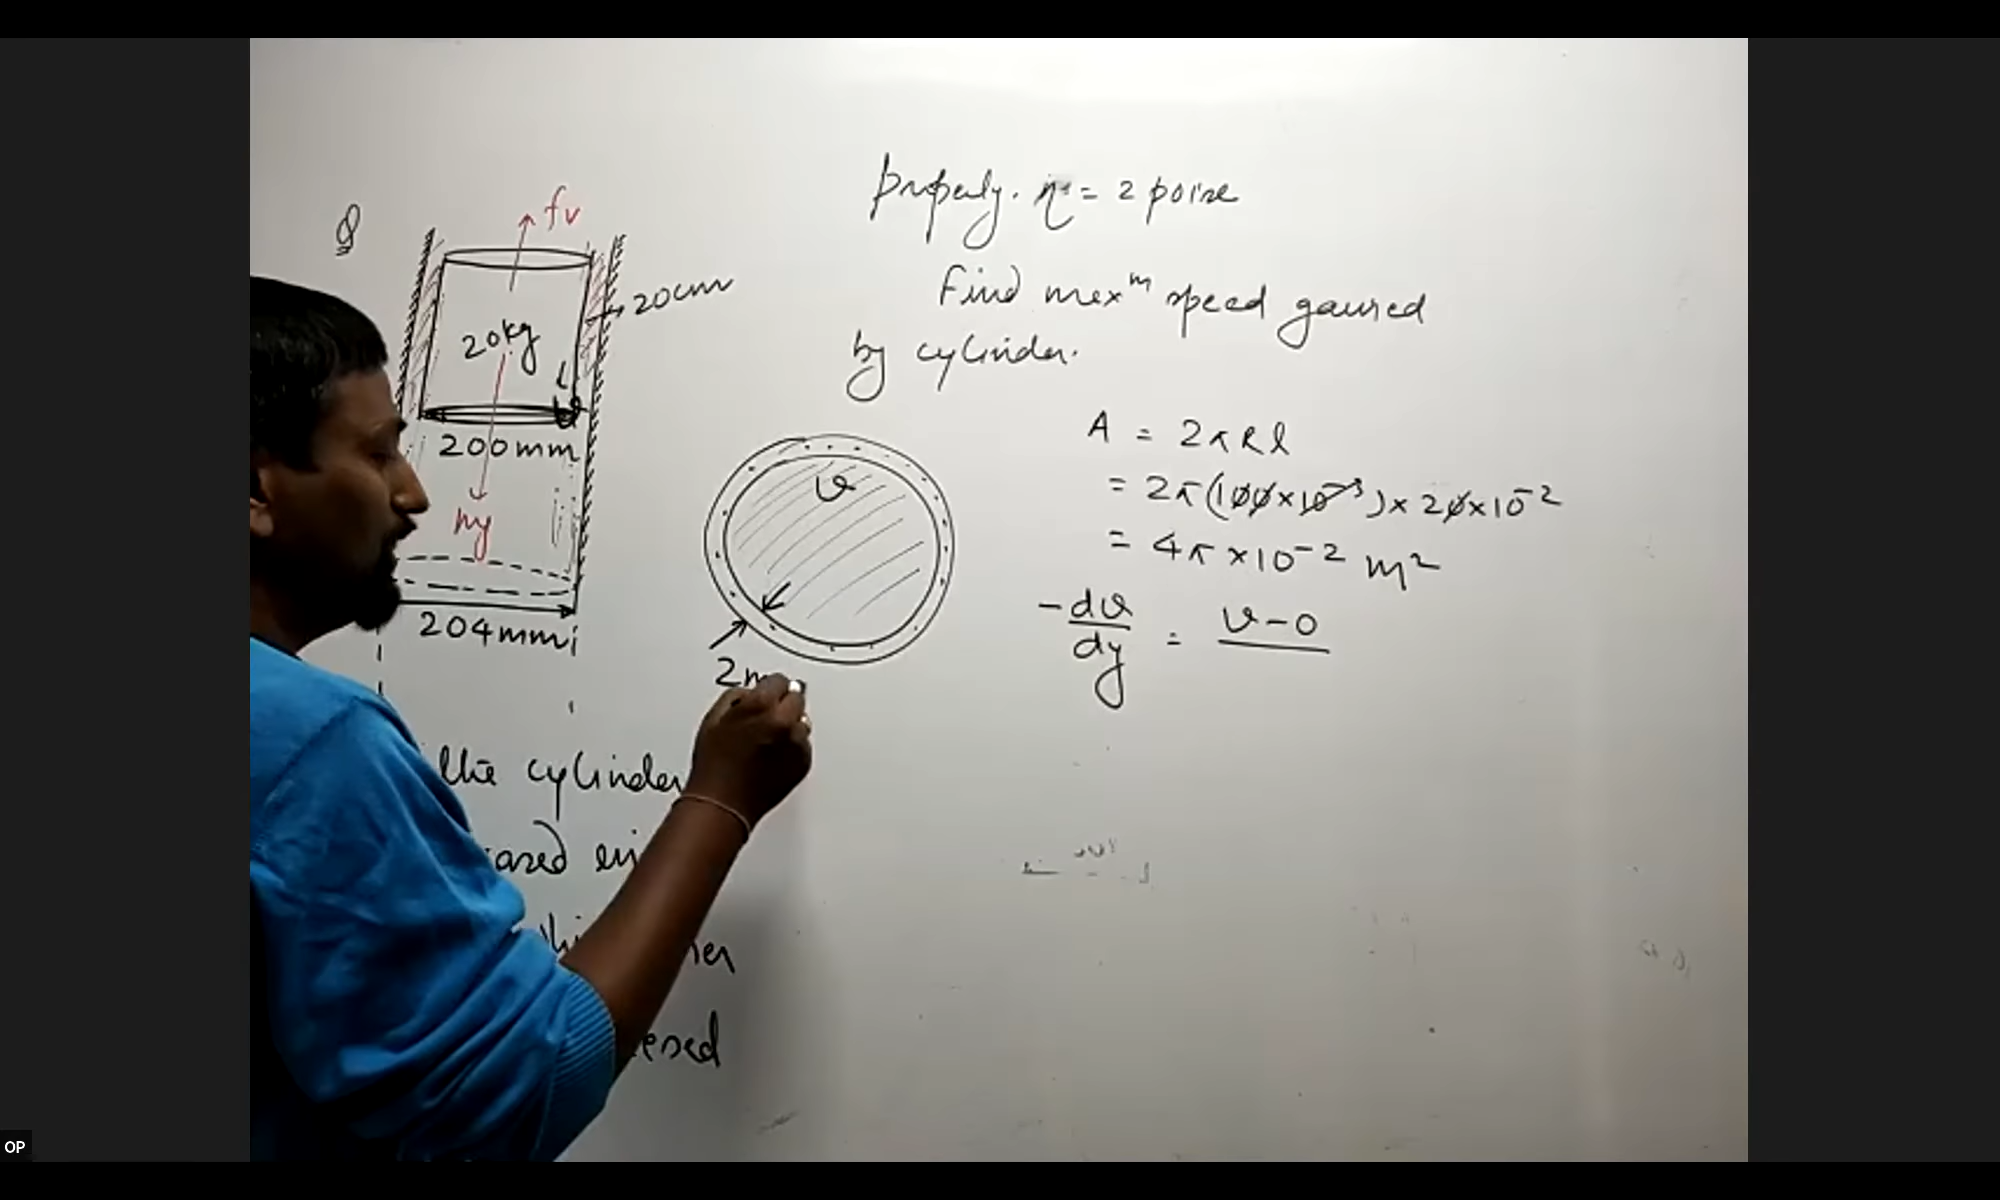 Q
fv
20cm
20kg
200mm
mg
204mm
the cylinder
properly. η = 2 poise
Find max^m speed gained
by cylinder.
v
2m
A = 2πRl
= 2π(100×10⁻³)×20×10⁻²
= 4π×10⁻² m²
-dv/dy = v-0
OP